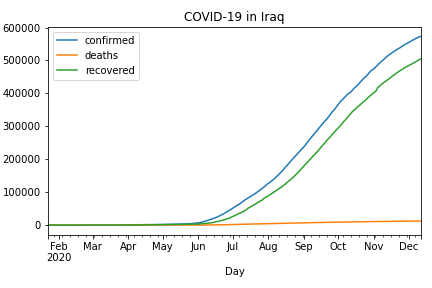 COVID-19 in Iraq
600000
500000
400000
300000
200000
100000
0
confirmed
deaths
recovered
Feb Mar Apr May Jun Jul Aug Sep Oct Nov Dec
2020
Day